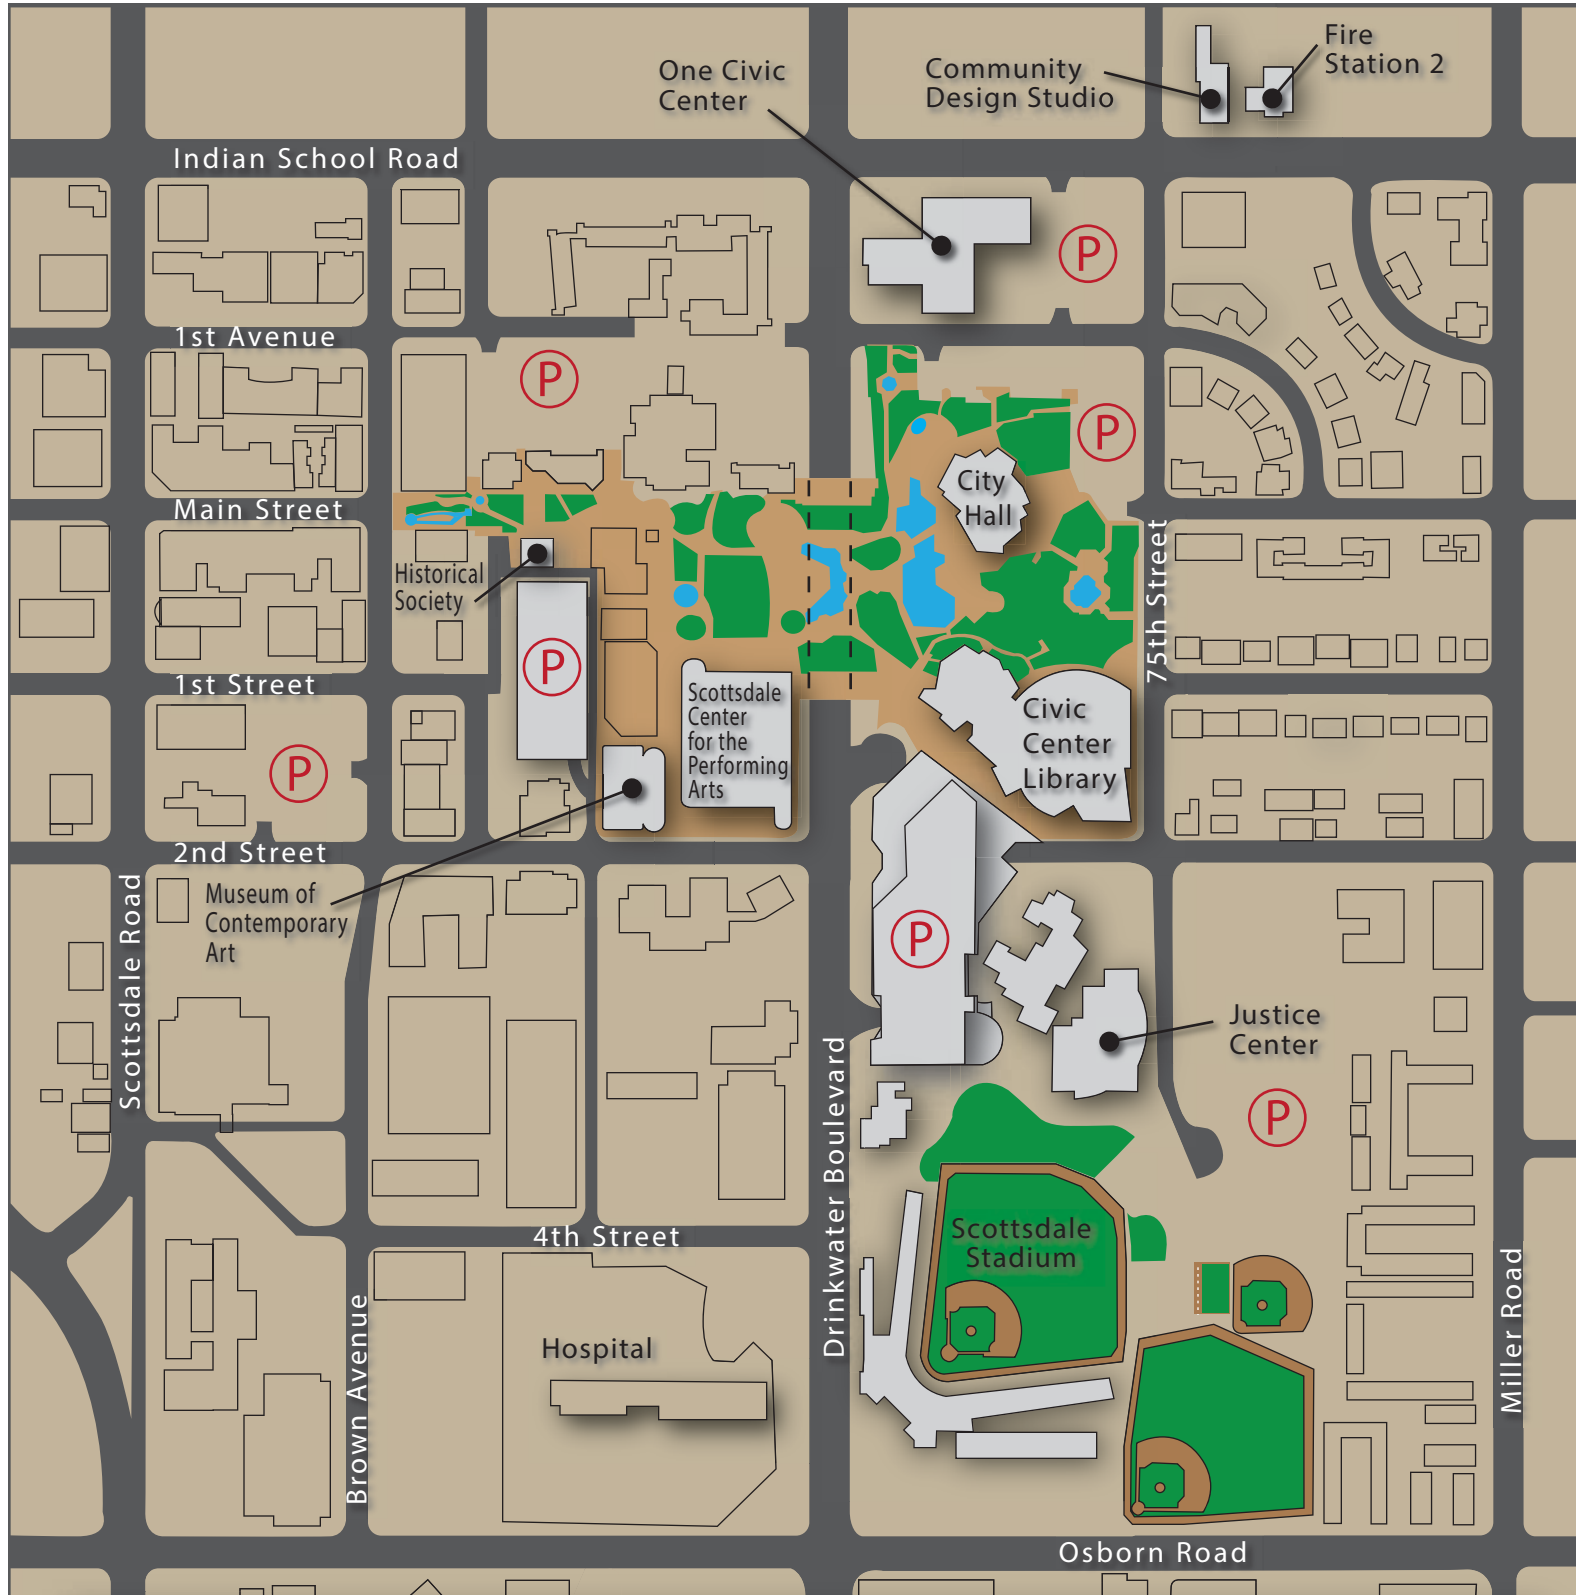 One Civic
Center
Community
Design Studio
Fire
Station 2
Indian School Road
P
1st Avenue
P
P
City
Hall
Main Street
75th Street
Historical
Society
P
1st Street
Scottsdale
Center
for the
Performing
Arts
Civic
Center
Library
P
2nd Street
Museum of
Contemporary
Art
Scottsdale Road
P
Justice
Center
P
Drinkwater Boulevard
4th Street
Scottsdale
Stadium
Brown Avenue
Hospital
Miller Road
Osborn Road